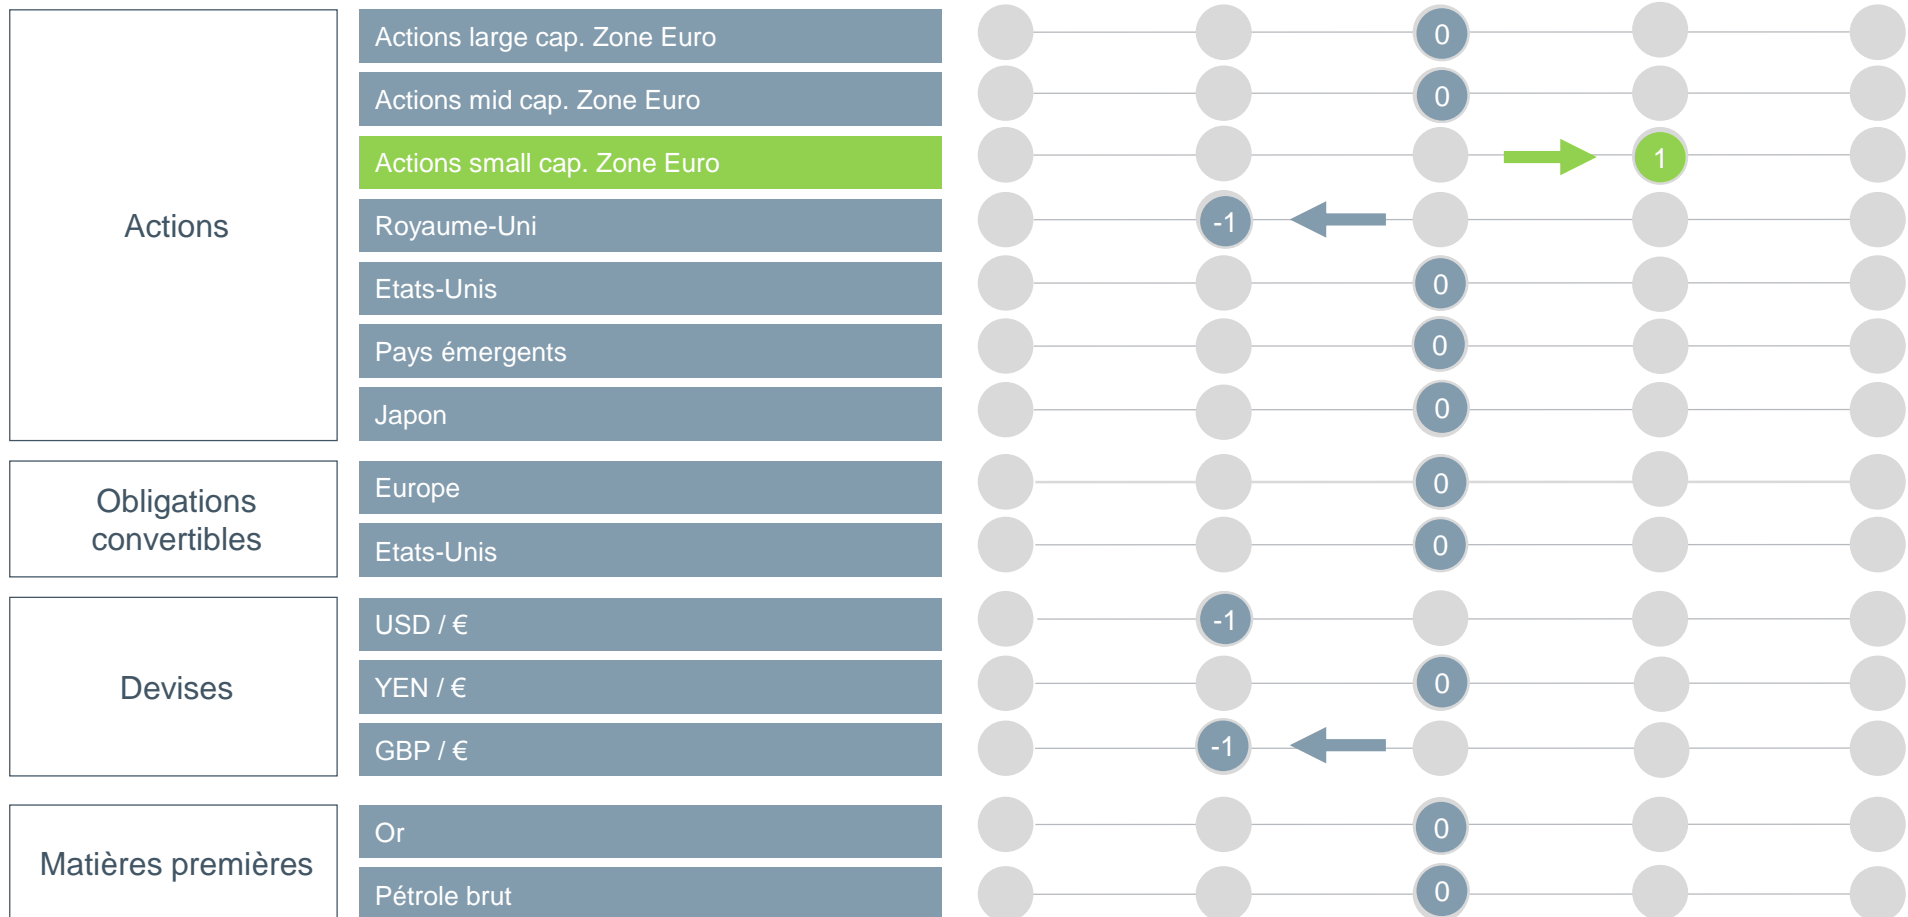 Actions
Actions large cap. Zone Euro
0
Actions mid cap. Zone Euro
0
Actions small cap. Zone Euro
1
Royaume-Uni
-1
Etats-Unis
0
Pays émergents
0
Japon
0
Obligations
convertibles
Europe
0
Etats-Unis
0
Devises
USD / €
-1
YEN / €
0
GBP / €
-1
Matières premières
Or
0
Pétrole brut
0